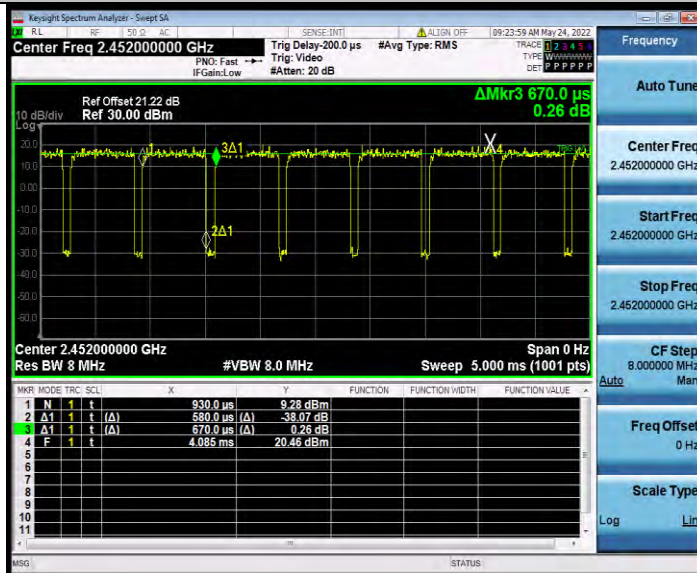 Keysight Spectrum Analyzer - Swept SA
RL RF 50 Ω AC SENSE:INT ALIGN OFF 09:23:59 AM May 24, 2022
Center Freq 2.452000000 GHz
PNO: Fast
IFGain:Low
Trig Delay-200.0 µs
Trig: Video
#Atten: 20 dB
#Avg Type: RMS
TRACE 1 2 3 4 5 6
TYPE W
DET P P P P P P
Frequency
ΔMkr3 670.0 µs
0.26 dB
Ref Offset 21.22 dB
Ref 30.00 dBm
10 dB/div
Log
20.0
10.0
0.00
-10.0
-20.0
-30.0
-40.0
-50.0
-60.0
1
3Δ1
2Δ1
4
Center 2.452000000 GHz Span 0 Hz
Res BW 8 MHz #VBW 8.0 MHz Sweep 5.000 ms (1001 pts)
MKR MODE TRC SCL X Y FUNCTION FUNCTION WIDTH FUNCTION VALUE
1 N 1 t 930.0 µs 9.28 dBm
2 Δ1 1 t (Δ) 580.0 µs (Δ) -38.07 dB
3 Δ1 1 t (Δ) 670.0 µs (Δ) 0.26 dB
4 F 1 t 4.085 ms 20.46 dBm
5
6
7
8
9
10
11
MSG STATUS
Auto Tune
Center Freq
2.452000000 GHz
Start Freq
2.452000000 GHz
Stop Freq
2.452000000 GHz
CF Step
8.000000 MHz
Auto Man
Freq Offset
0 Hz
Scale Type
Log Lin